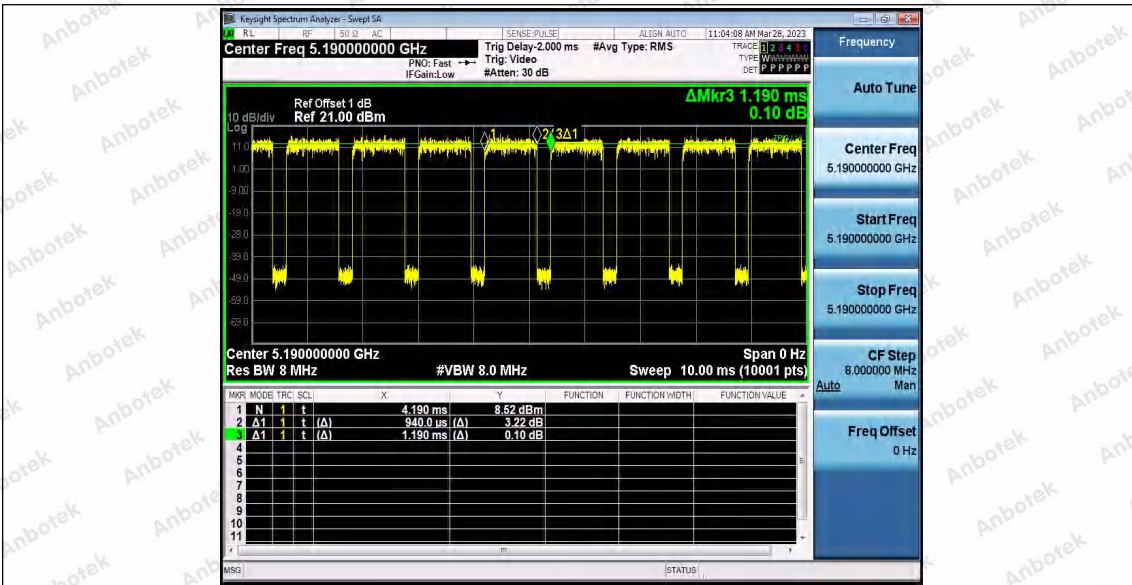 Keysight Spectrum Analyzer - Swept SA
RL RF 50 Ω AC SENSE:PULSE ALIGN AUTO 11:04:08 AM Mar 28, 2023
Center Freq 5.190000000 GHz
PNO: Fast
IFGain:Low
Trig Delay-2.000 ms
Trig: Video
#Atten: 30 dB
#Avg Type: RMS
TRACE 1 2 3 4 5 6
TYPE WWWWWW
DET P P P P P P
Frequency
Auto Tune
Center Freq
5.190000000 GHz
Start Freq
5.190000000 GHz
Stop Freq
5.190000000 GHz
CF Step
8.000000 MHz
Auto Man
Freq Offset
0 Hz
ΔMkr3 1.190 ms
0.10 dB
Ref Offset 1 dB
10 dB/div Ref 21.00 dBm
Log
11.0
1.00
-9.00
-19.0
-29.0
-39.0
-49.0
-59.0
-69.0
1
2
3Δ1
Center 5.190000000 GHz Span 0 Hz
Res BW 8 MHz #VBW 8.0 MHz Sweep 10.00 ms (10001 pts)
MKR MODE TRC SCL X Y FUNCTION FUNCTION WIDTH FUNCTION VALUE
1 N 1 t 4.190 ms 8.52 dBm
2 Δ1 1 t (Δ) 940.0 µs (Δ) 3.22 dB
3 Δ1 1 t (Δ) 1.190 ms (Δ) 0.10 dB
4
5
6
7
8
9
10
11
MSG STATUS
Anbotek